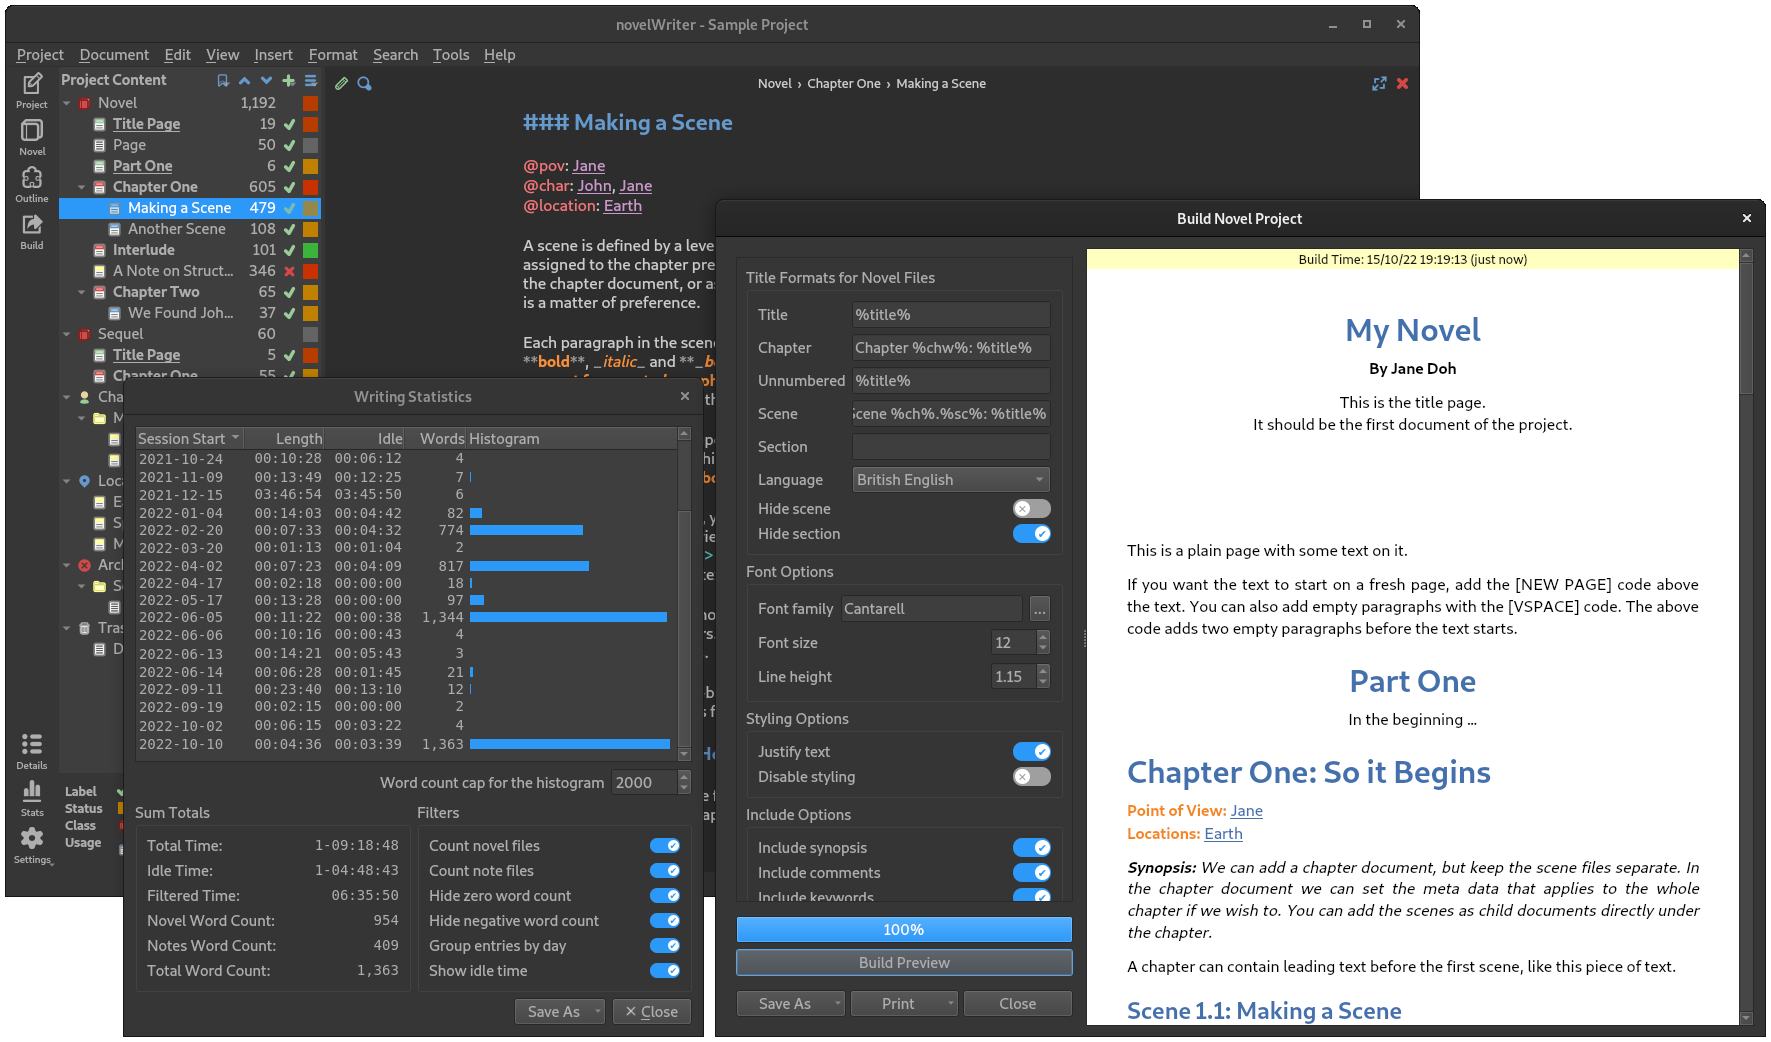 novelWriter - Sample Project
Project Document Edit View Insert Format Search Tools Help
Project
Novel
Outline
Build
Details
Stats
Settings
Project Content
Novel 1,192
Title Page 19
Page 50
Part One 6
Chapter One 605
Making a Scene 479
Another Scene 108
Interlude 101
A Note on Struct... 346
Chapter Two 65
We Found Joh... 37
Sequel 60
Title Page 5
Chapter One 55
Label
Status
Class
Usage
Novel › Chapter One › Making a Scene
### Making a Scene
@pov: Jane
@char: John, Jane
@location: Earth
A scene is defined by a leve
assigned to the chapter pre
the chapter document, or as
is a matter of preference.
Each paragraph in the scene
**bold**, _italic_ and **_b
Writing Statistics
Session Start Length Idle Words Histogram
2021-10-24 00:10:28 00:06:12 4
2021-11-09 00:13:49 00:12:25 7
2021-12-15 03:46:54 03:45:50 6
2022-01-04 00:14:03 00:04:42 82
2022-02-20 00:07:33 00:04:32 774
2022-03-20 00:01:13 00:01:04 2
2022-04-02 00:07:23 00:04:09 817
2022-04-17 00:02:18 00:00:00 18
2022-05-17 00:13:28 00:00:00 97
2022-06-05 00:11:22 00:00:38 1,344
2022-06-06 00:10:16 00:00:43 4
2022-06-13 00:14:21 00:05:43 3
2022-06-14 00:06:28 00:01:45 21
2022-09-11 00:23:40 00:13:10 12
2022-09-19 00:02:15 00:00:00 2
2022-10-02 00:06:15 00:03:22 4
2022-10-10 00:04:36 00:03:39 1,363
Word count cap for the histogram 2000
Sum Totals
Total Time: 1-09:18:48
Idle Time: 1-04:48:43
Filtered Time: 06:35:50
Novel Word Count: 954
Notes Word Count: 409
Total Word Count: 1,363
Filters
Count novel files
Count note files
Hide zero word count
Hide negative word count
Group entries by day
Show idle time
Save As
Close
Build Novel Project
Title Formats for Novel Files
Title %title%
Chapter Chapter %chw%: %title%
Unnumbered %title%
Scene Scene %ch%.%sc%: %title%
Section
Language British English
Hide scene
Hide section
Font Options
Font family Cantarell ...
Font size 12
Line height 1.15
Styling Options
Justify text
Disable styling
Include Options
Include synopsis
Include comments
Include keywords
100%
Build Preview
Save As Print Close
Build Time: 15/10/22 19:19:13 (just now)
My Novel
By Jane Doh
This is the title page.
It should be the first document of the project.
This is a plain page with some text on it.
If you want the text to start on a fresh page, add the [NEW PAGE] code above
the text. You can also add empty paragraphs with the [VSPACE] code. The above
code adds two empty paragraphs before the text starts.
Part One
In the beginning ...
Chapter One: So it Begins
Point of View: Jane
Locations: Earth
Synopsis: We can add a chapter document, but keep the scene files separate. In
the chapter document we can set the meta data that applies to the whole
chapter if we wish to. You can add the scenes as child documents directly under
the chapter.
A chapter can contain leading text before the first scene, like this piece of text.
Scene 1.1: Making a Scene